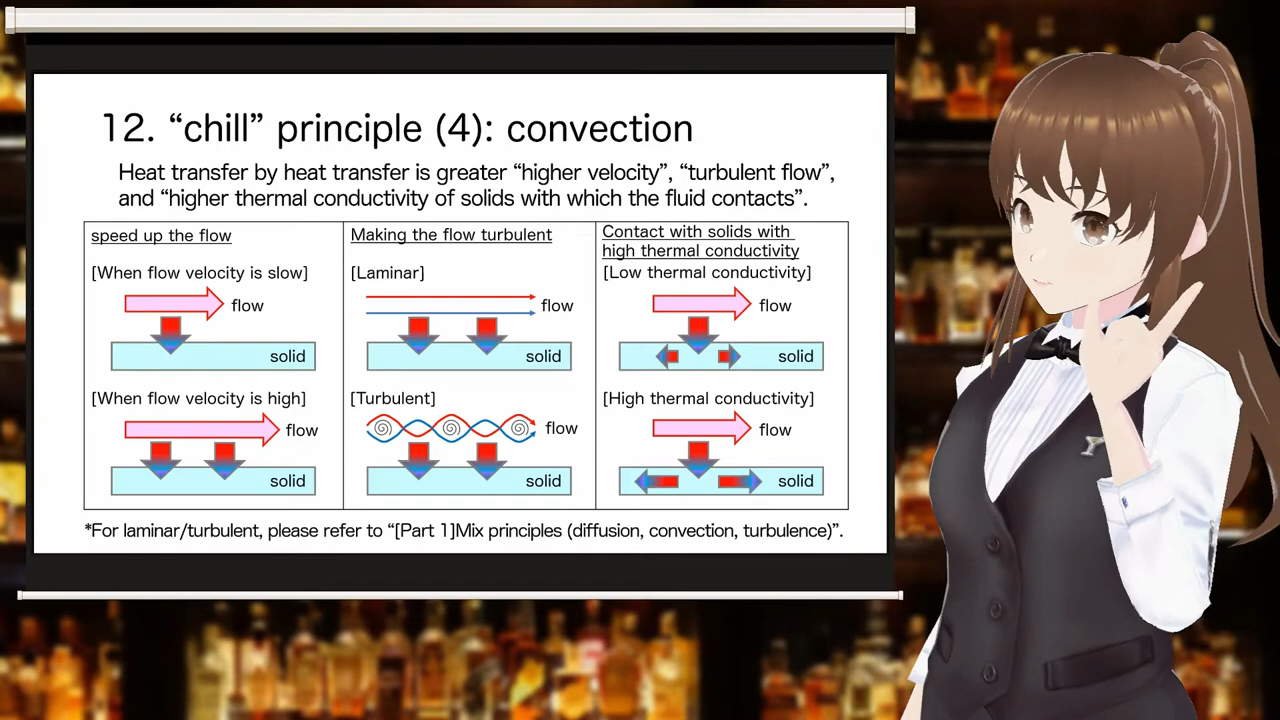 12. “chill” principle (4): convection
Heat transfer by heat transfer is greater “higher velocity”, “turbulent flow”,
and “higher thermal conductivity of solids with which the fluid contacts”.
speed up the flow
[When flow velocity is slow]
flow
solid
[When flow velocity is high]
flow
solid
Making the flow turbulent
[Laminar]
flow
solid
[Turbulent]
flow
solid
Contact with solids with
high thermal conductivity
[Low thermal conductivity]
flow
solid
[High thermal conductivity]
flow
solid
*For laminar/turbulent, please refer to “[Part 1]Mix principles (diffusion, convection, turbulence)”.